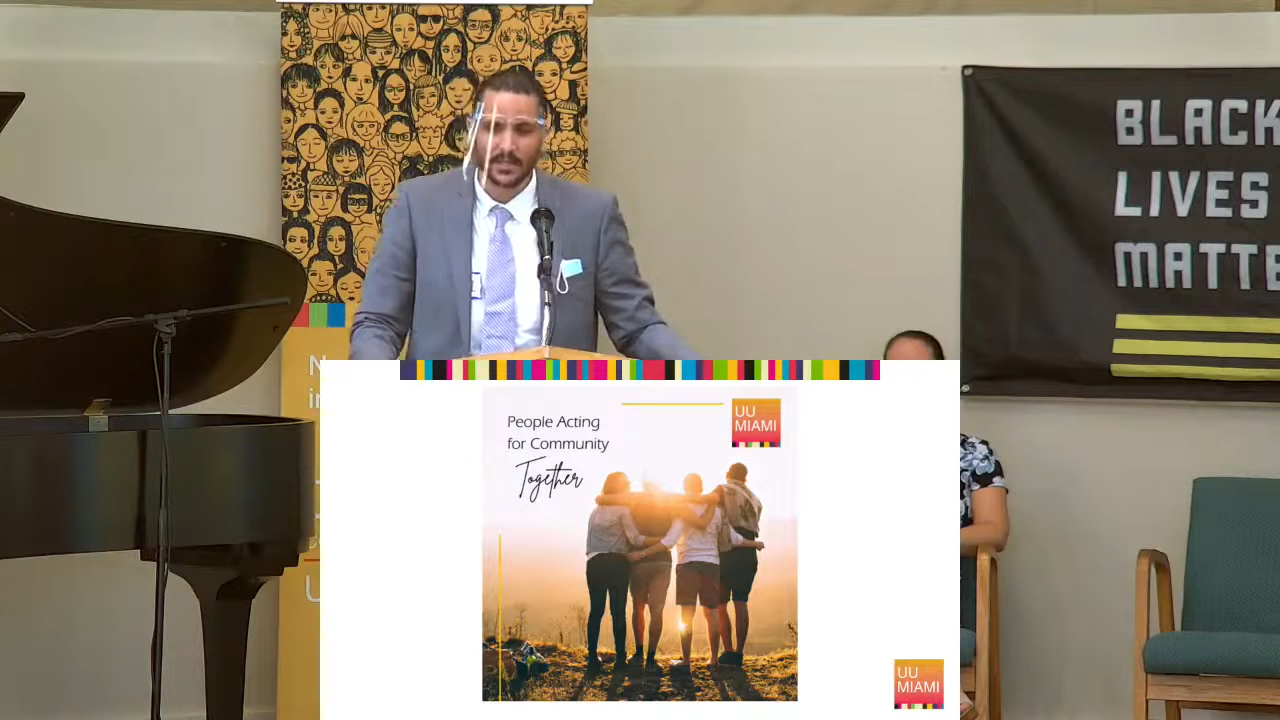 BLACK
LIVES
MATTE
People Acting
for Community
Together
UU
MIAMI
UU
MIAMI